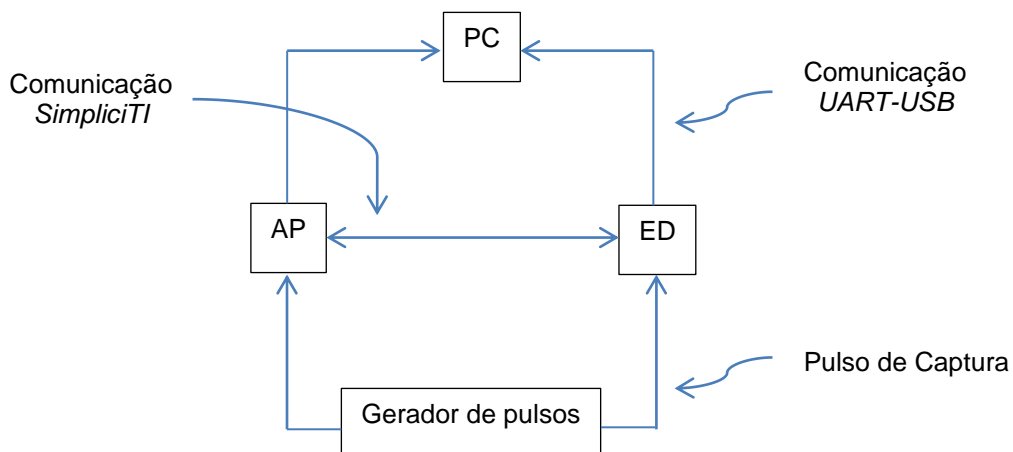 PC
Comunicação
SimpliciTI
Comunicação
UART-USB
AP
ED
Pulso de Captura
Gerador de pulsos